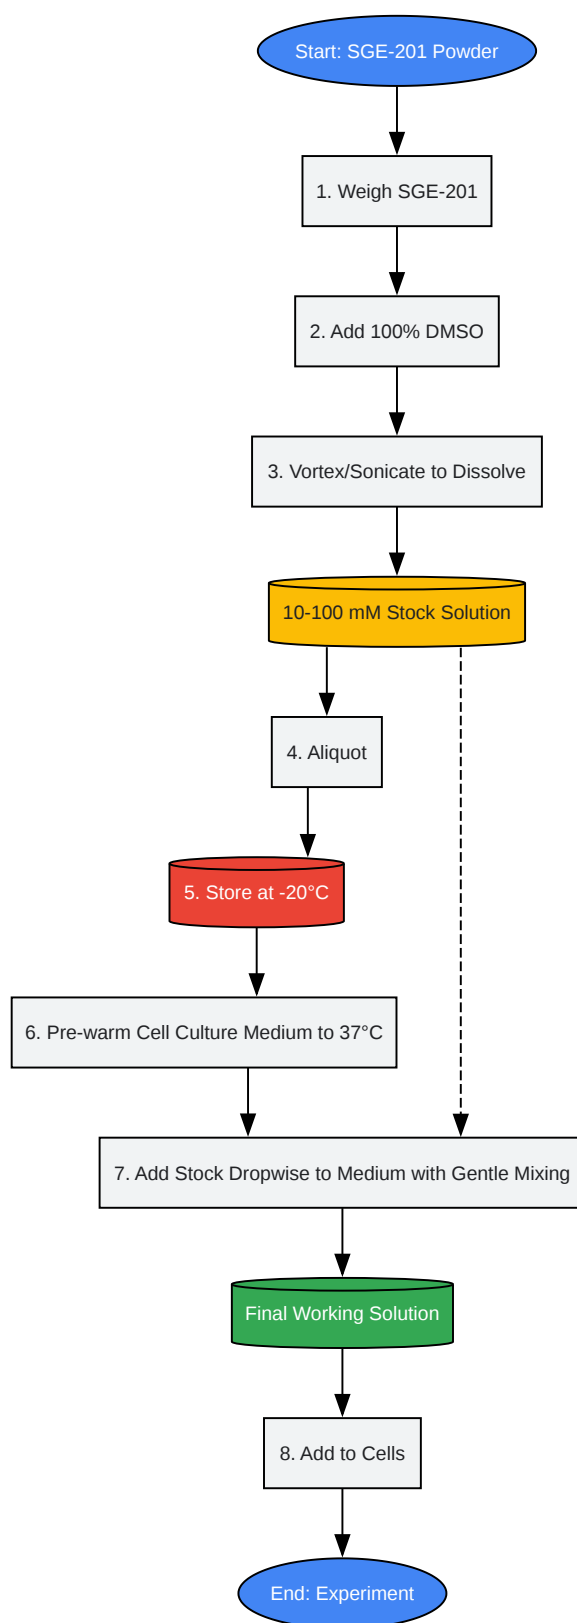 Start: SGE-201 Powder
1. Weigh SGE-201
2. Add 100% DMSO
3. Vortex/Sonicate to Dissolve
10-100 mM Stock Solution
4. Aliquot
5. Store at -20°C
6. Pre-warm Cell Culture Medium to 37°C
7. Add Stock Dropwise to Medium with Gentle Mixing
Final Working Solution
8. Add to Cells
End: Experiment